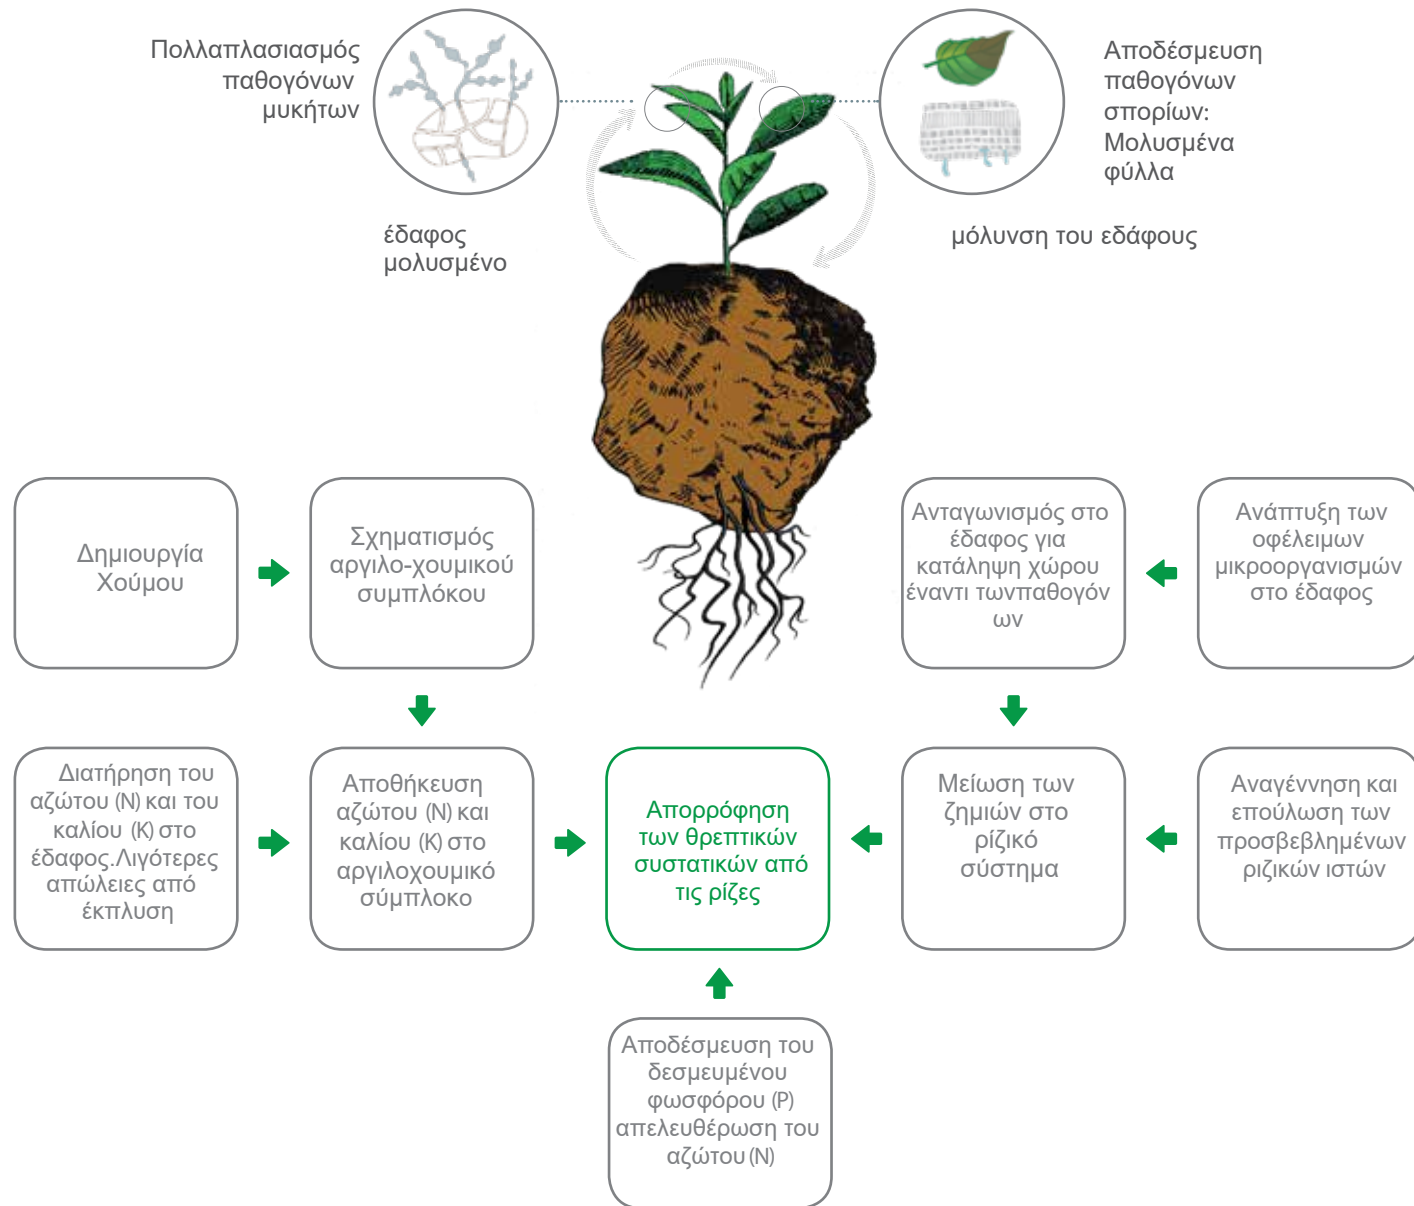 Πολλαπλασιασμός
παθογόνων
μυκήτων
Αποδέσμευση
παθογόνων
σπορίων:
Μολυσμένα
φύλλα
έδαφος
μολυσμένο
μόλυνση του εδάφους
Δημιουργία
Χούμου
Σχηματισμός
αργιλο-χουμικού
συμπλόκου
Ανταγωνισμός στο
έδαφος για
κατάληψη χώρου
έναντι τωνπαθογόν
ων
Ανάπτυξη των
οφέλειμων
μικροοργανισμών
στο έδαφος
Διατήρηση του
αζώτου (N) και του
καλίου (K) στο
έδαφος.Λιγότερες
απώλειες από
έκπλυση
Αποθήκευση
αζώτου (N) και
καλίου (K) στο
αργιλοχουμικό
σύμπλοκο
Απορρόφηση
των θρεπτικών
συστατικών από
τις ρίζες
Μείωση των
ζημιών στο
ρίζικό
σύστημα
Αναγέννηση και
επούλωση των
προσβεβλημένων
ριζικών ιστών
Αποδέσμευση του
δεσμευμένου
φωσφόρου (P)
απελευθέρωση του
αζώτου (N)